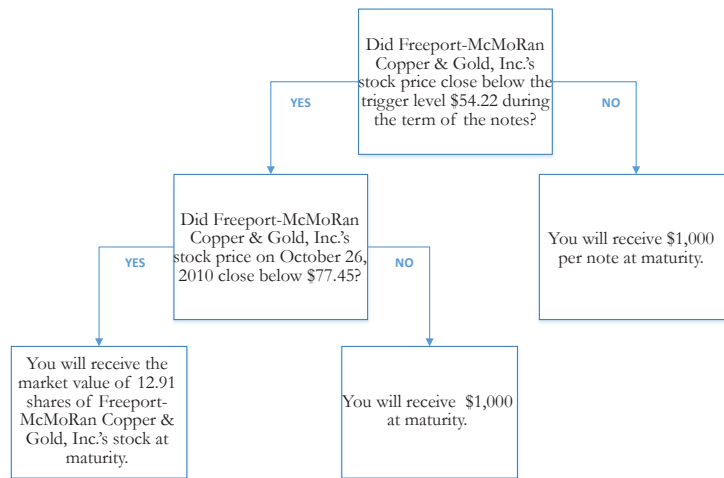 Did Freeport-McMoRan
Copper & Gold, Inc.'s
stock price close below the
trigger level $54.22 during
the term of the notes?
YES
NO
Did Freeport-McMoRan
Copper & Gold, Inc.'s
stock price on October 26,
2010 close below $77.45?
You will receive $1,000
per note at maturity.
YES
NO
You will receive the
market value of 12.91
shares of Freeport-
McMoRan Copper &
Gold, Inc.'s stock at
maturity.
You will receive $1,000
at maturity.